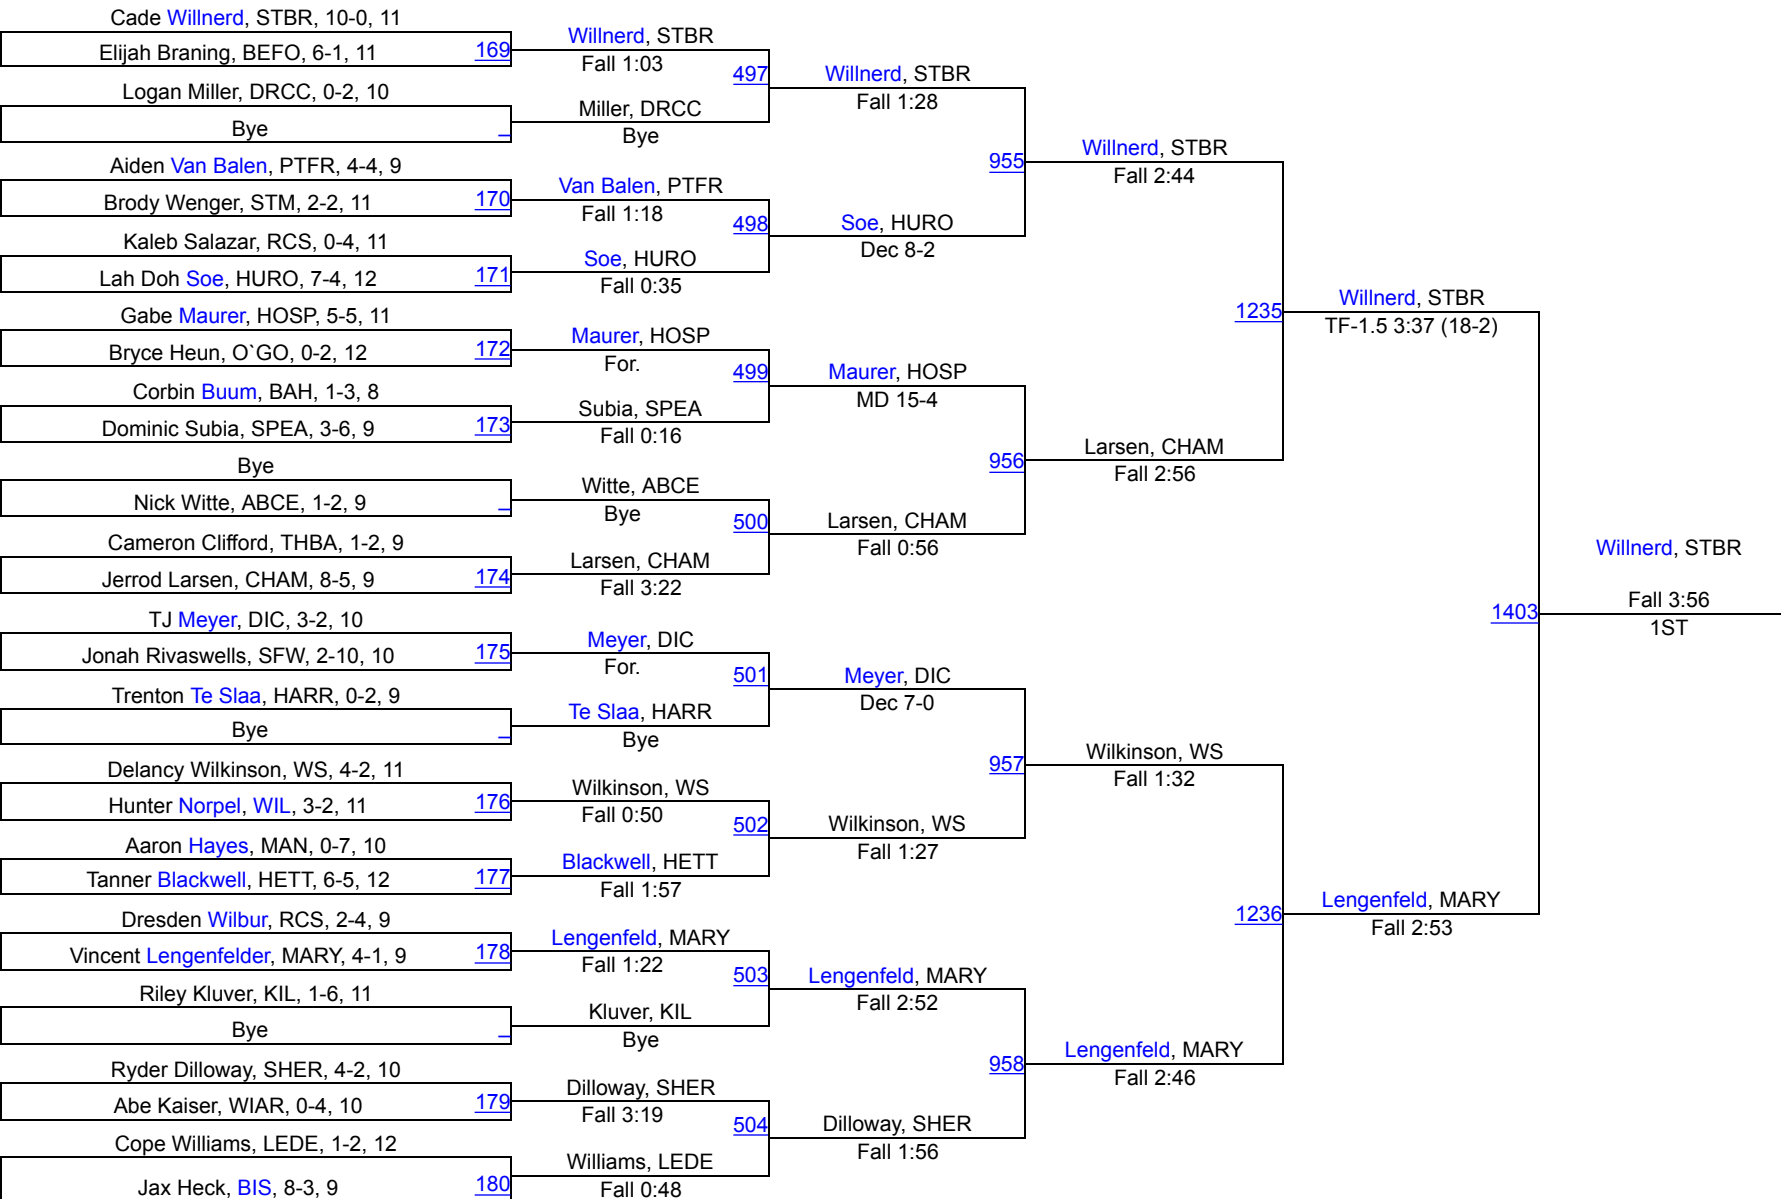 Cade Willnerd, STBR, 10-0, 11
Elijah Braning, BEFO, 6-1, 11
169
Logan Miller, DRCC, 0-2, 10
Bye
Aiden Van Balen, PTFR, 4-4, 9
Brody Wenger, STM, 2-2, 11
170
Kaleb Salazar, RCS, 0-4, 11
Lah Doh Soe, HURO, 7-4, 12
171
Gabe Maurer, HOSP, 5-5, 11
Bryce Heun, O`GO, 0-2, 12
172
Corbin Buum, BAH, 1-3, 8
Dominic Subia, SPEA, 3-6, 9
173
Bye
Nick Witte, ABCE, 1-2, 9
Cameron Clifford, THBA, 1-2, 9
Jerrod Larsen, CHAM, 8-5, 9
174
TJ Meyer, DIC, 3-2, 10
Jonah Rivaswells, SFW, 2-10, 10
175
Trenton Te Slaa, HARR, 0-2, 9
Bye
Delancy Wilkinson, WS, 4-2, 11
Hunter Norpel, WIL, 3-2, 11
176
Aaron Hayes, MAN, 0-7, 10
Tanner Blackwell, HETT, 6-5, 12
177
Dresden Wilbur, RCS, 2-4, 9
Vincent Lengenfelder, MARY, 4-1, 9
178
Riley Kluver, KIL, 1-6, 11
Bye
Ryder Dilloway, SHER, 4-2, 10
Abe Kaiser, WIAR, 0-4, 10
179
Cope Williams, LEDE, 1-2, 12
Jax Heck, BIS, 8-3, 9
180
Willnerd, STBR
Fall 1:03
497
Miller, DRCC
Bye
Van Balen, PTFR
Fall 1:18
498
Soe, HURO
Fall 0:35
Maurer, HOSP
For.
499
Subia, SPEA
Fall 0:16
Witte, ABCE
Bye
500
Larsen, CHAM
Fall 3:22
Meyer, DIC
For.
501
Te Slaa, HARR
Bye
Wilkinson, WS
Fall 0:50
502
Blackwell, HETT
Fall 1:57
Lengenfeld, MARY
Fall 1:22
503
Kluver, KIL
Bye
Dilloway, SHER
Fall 3:19
504
Williams, LEDE
Fall 0:48
Willnerd, STBR
Fall 1:28
955
Soe, HURO
Dec 8-2
Maurer, HOSP
MD 15-4
956
Larsen, CHAM
Fall 0:56
Meyer, DIC
Dec 7-0
957
Wilkinson, WS
Fall 1:27
Lengenfeld, MARY
Fall 2:52
958
Dilloway, SHER
Fall 1:56
Willnerd, STBR
Fall 2:44
1235
Larsen, CHAM
Fall 2:56
Wilkinson, WS
Fall 1:32
1236
Lengenfeld, MARY
Fall 2:46
Willnerd, STBR
TF-1.5 3:37 (18-2)
1403
Lengenfeld, MARY
Fall 2:53
Willnerd, STBR
Fall 3:56
1ST